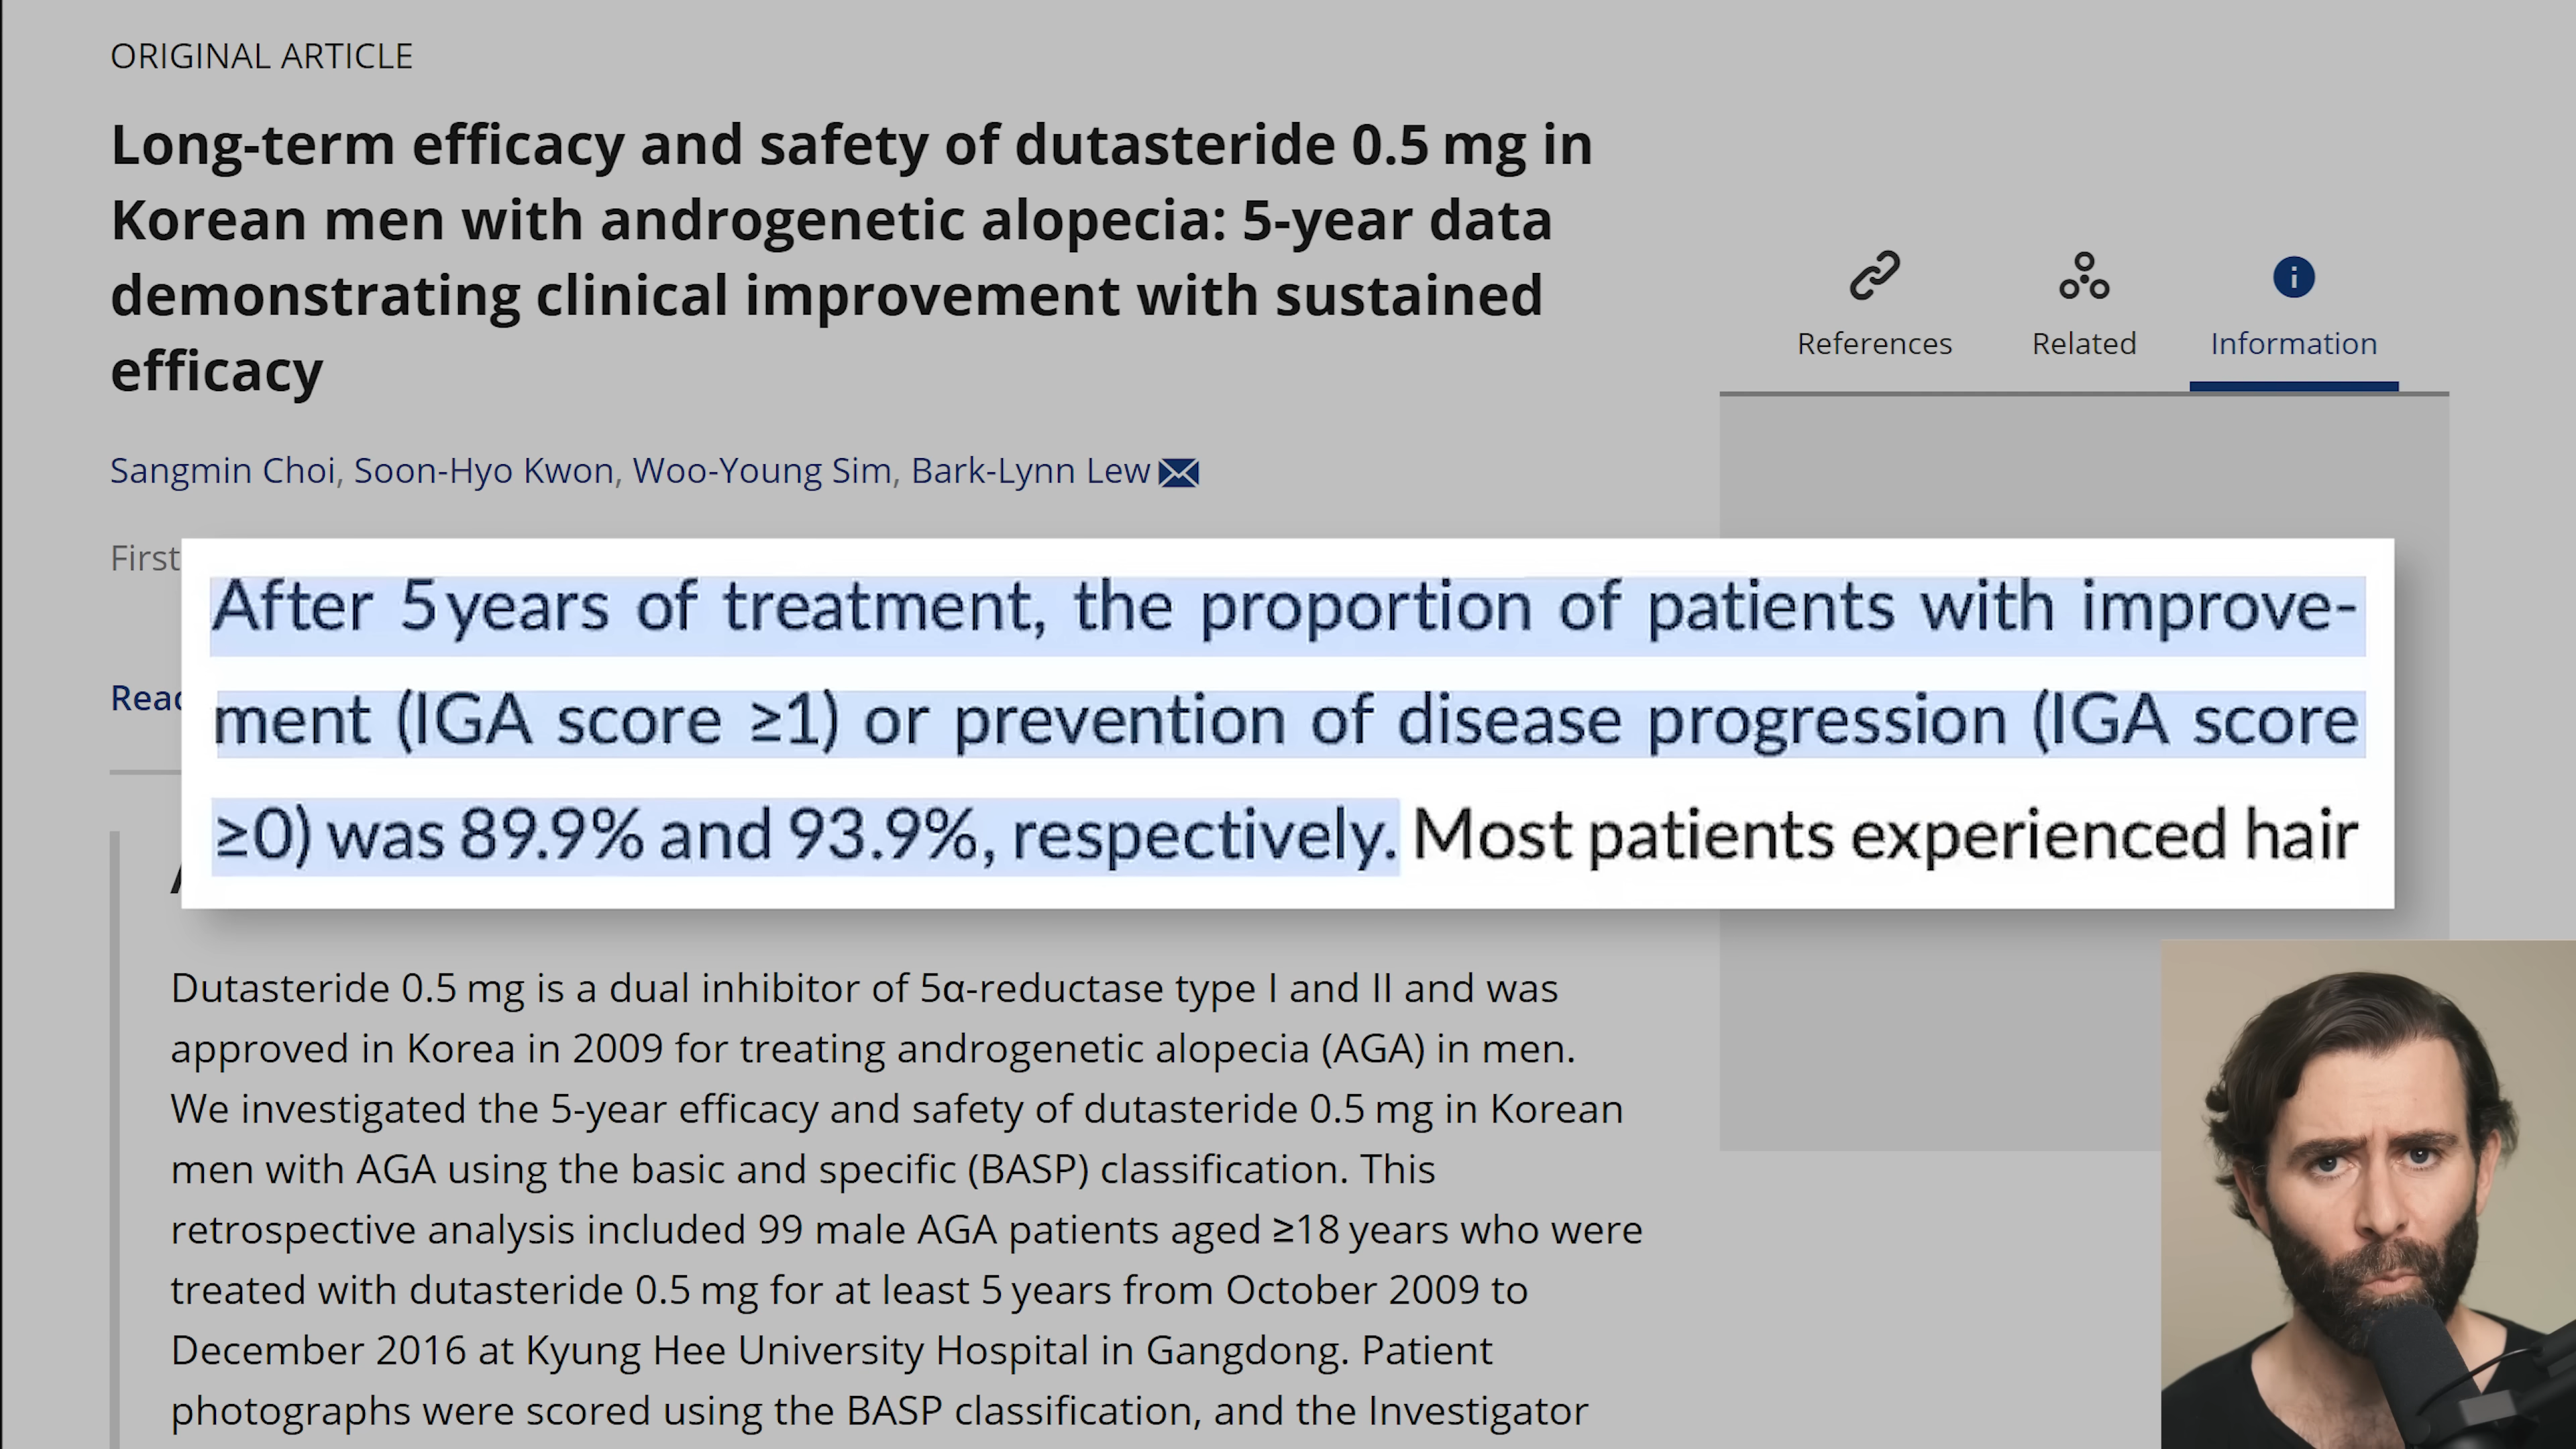 ORIGINAL ARTICLE
Long-term efficacy and safety of dutasteride 0.5 mg in
Korean men with androgenetic alopecia: 5-year data
demonstrating clinical improvement with sustained
efficacy
Sangmin Choi, Soon-Hyo Kwon, Woo-Young Sim, Bark-Lynn Lew
References Related Information
First
After 5 years of treatment, the proportion of patients with improve-
ment (IGA score ≥1) or prevention of disease progression (IGA score
≥0) was 89.9% and 93.9%, respectively. Most patients experienced hair
Dutasteride 0.5 mg is a dual inhibitor of 5α-reductase type I and II and was
approved in Korea in 2009 for treating androgenetic alopecia (AGA) in men.
We investigated the 5-year efficacy and safety of dutasteride 0.5 mg in Korean
men with AGA using the basic and specific (BASP) classification. This
retrospective analysis included 99 male AGA patients aged ≥18 years who were
treated with dutasteride 0.5 mg for at least 5 years from October 2009 to
December 2016 at Kyung Hee University Hospital in Gangdong. Patient
photographs were scored using the BASP classification, and the Investigator